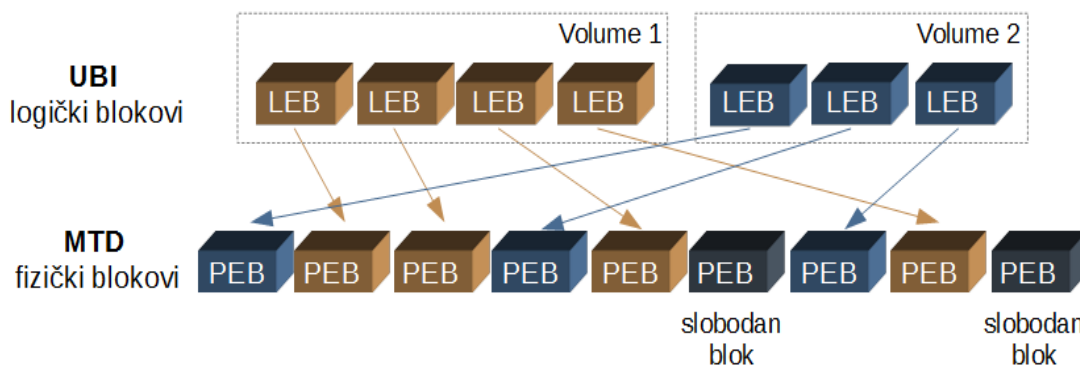 Volume 1
Volume 2
UBI
logički blokovi
LEB LEB LEB LEB LEB LEB LEB
MTD
fizički blokovi
PEB PEB PEB PEB PEB PEB PEB PEB PEB
slobodan
blok
slobodan
blok